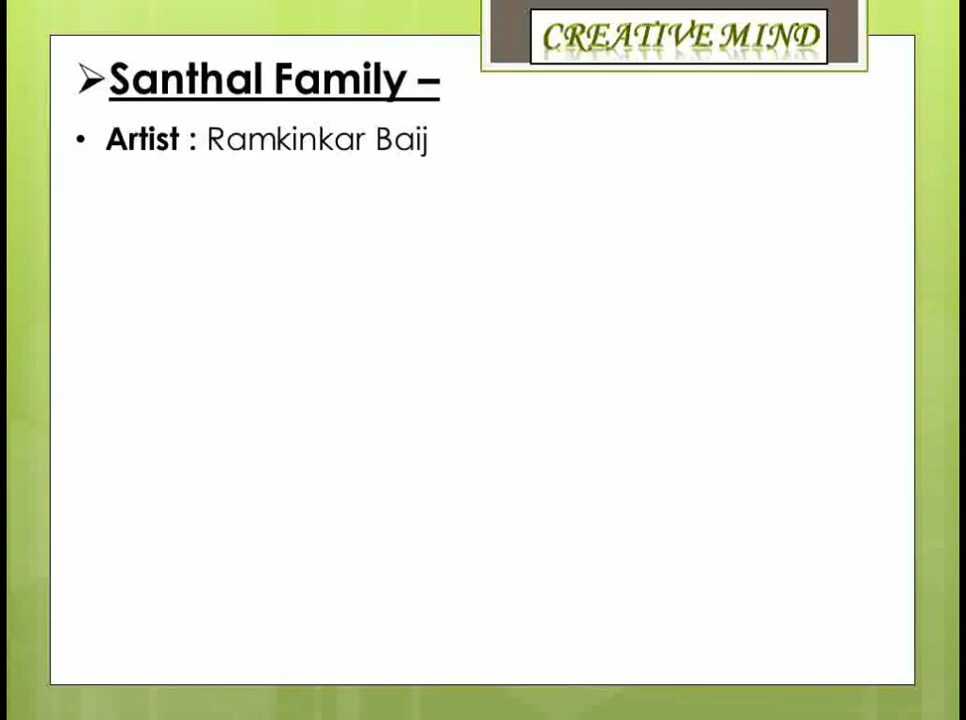 CREATIVE MIND
➢Santhal Family –
• Artist : Ramkinkar Baij